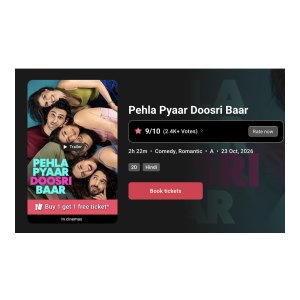 Pehla Pyaar Doosri Baar
9/10 (2.4K+ Votes) >
Rate now
2h 22m • Comedy, Romantic • A • 23 Oct, 2026
2D Hindi
Book tickets
Trailer
PEHLA
PYAAR
DOOSRI
BAAR
Buy 1 get 1 free ticket*
In cinemas